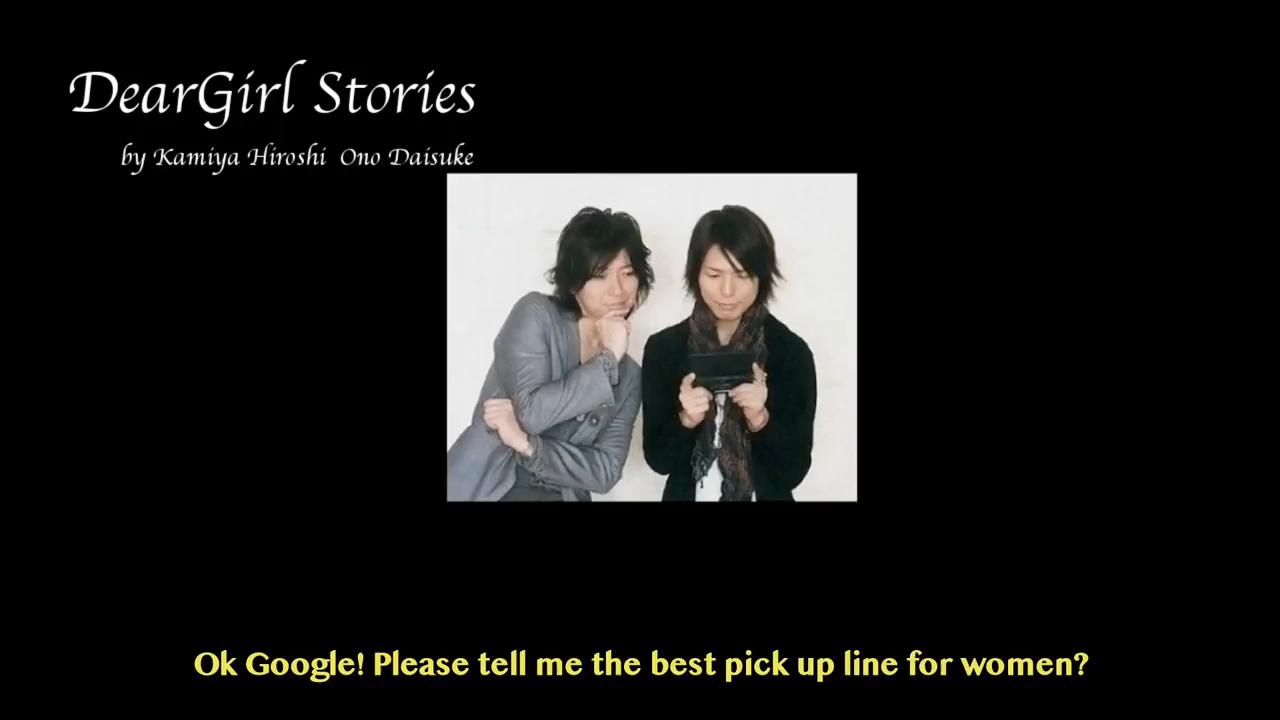 DearGirl Stories
by Kamiya Hiroshi Ono Daisuke
Ok Google! Please tell me the best pick up line for women?